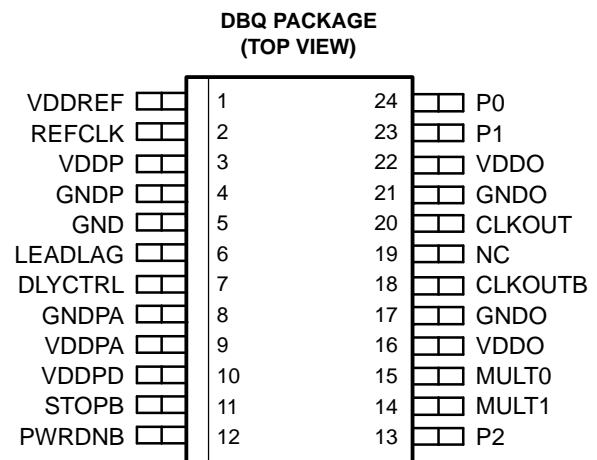 DBQ PACKAGE
(TOP VIEW)
VDDREF 1 24 P0
REFCLK 2 23 P1
VDDP 3 22 VDDO
GNDP 4 21 GNDO
GND 5 20 CLKOUT
LEADLAG 6 19 NC
DLYCTRL 7 18 CLKOUTB
GNDPA 8 17 GNDO
VDDPA 9 16 VDDO
VDDPD 10 15 MULT0
STOPB 11 14 MULT1
PWRDNB 12 13 P2